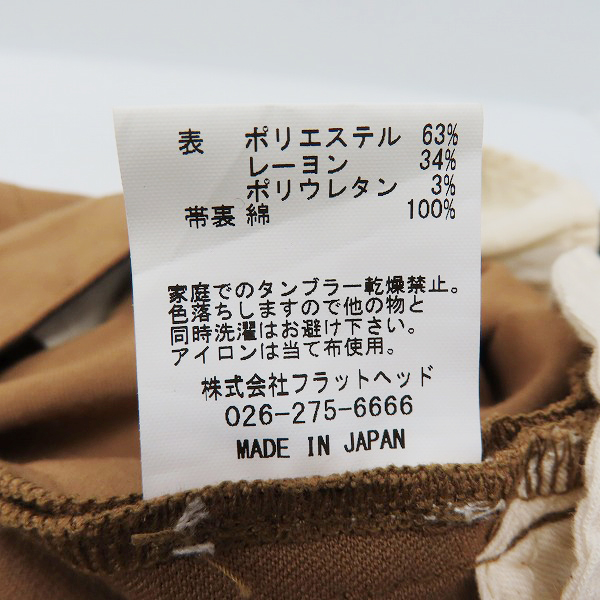 表 ポリエステル 63%
レーヨン 34%
ポリウレタン 3%
帯裏 綿 100%
家庭でのタンブラー乾燥禁止。
色落ちしますので他の物と
同時洗濯はお避け下さい。
アイロンは当て布使用。
株式会社フラットヘッド
026-275-6666
MADE IN JAPAN